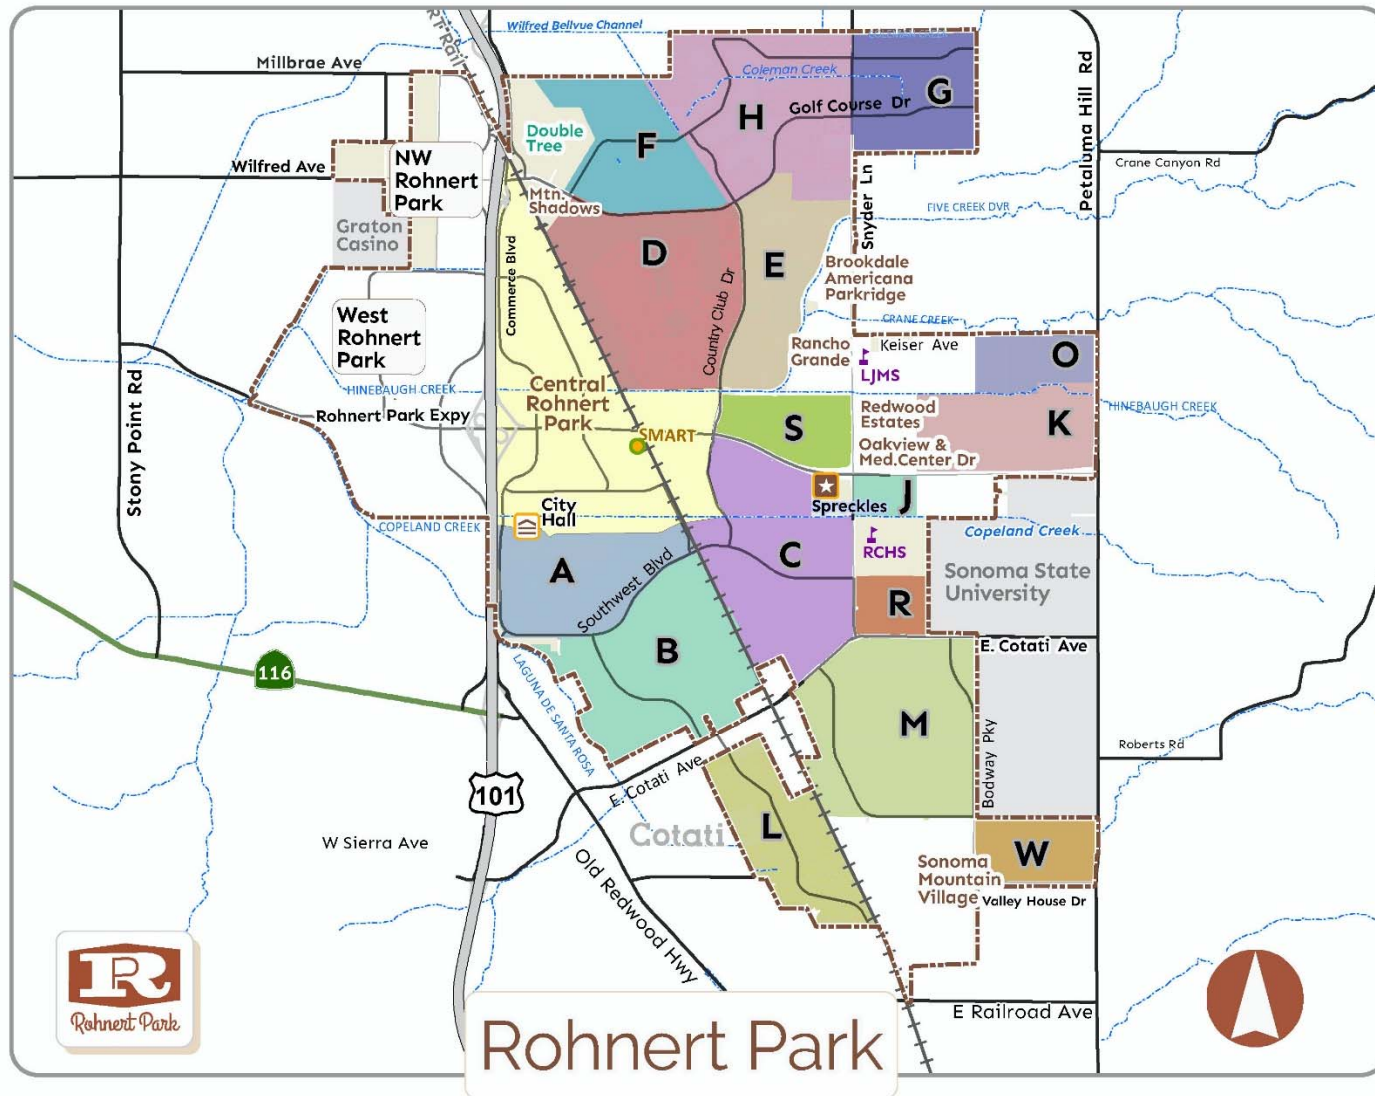 Wilfred Bellvue Channel
RT Rail
Millbrae Ave
COLEMAN CREEK
Coleman Creek
G
Golf Course Dr
H
Double
Tree
F
Petaluma Hill Rd
Crane Canyon Rd
Wilfred Ave
NW
Rohnert
Park
Mtn.
Shadows
Snyder Ln
FIVE CREEK DVR
Graton
Casino
Commerce Blvd
D
E
Country Club Dr
Brookdale
Americana
Parkridge
West
Rohnert
Park
CRANE CREEK
Rancho
Grande
Keiser Ave
LJMS
O
Stony Point Rd
HINEBAUGH CREEK
Central
Rohnert
Park
Rohnert Park Expy
SMART
S
Redwood
Estates
Oakview &
Med.Center Dr
K
HINEBAUGH CREEK
Spreckles
J
City
Hall
COPELAND CREEK
Copeland Creek
RCHS
A
Southwest Blvd
C
Sonoma State
University
R
B
E. Cotati Ave
116
LAGUNA DE SANTA ROSA
M
Bodway Pky
Roberts Rd
101
E. Cotati Ave
L
Cotati
W Sierra Ave
W
Sonoma
Mountain
Village
Valley House Dr
Old Redwood Hwy
R
Rohnert Park
E Railroad Ave
Rohnert Park